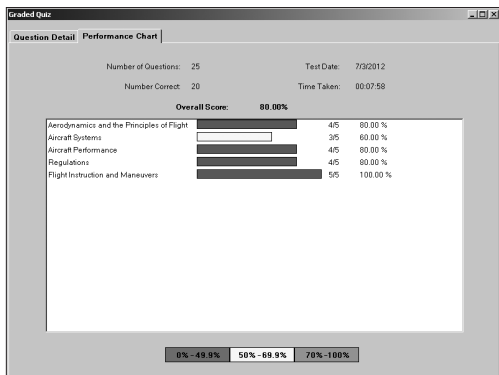 Graded Quiz
Question Detail Performance Chart
Number of Questions: 25 Test Date: 7/3/2012
Number Correct: 20 Time Taken: 00:07:58
Overall Score: 80.00%
Aerodynamics and the Principles of Flight 4/5 80.00 %
Aircraft Systems 3/5 60.00 %
Aircraft Performance 4/5 80.00 %
Regulations 4/5 80.00 %
Flight Instruction and Maneuvers 5/5 100.00 %
0%-49.9% 50%-69.9% 70%-100%